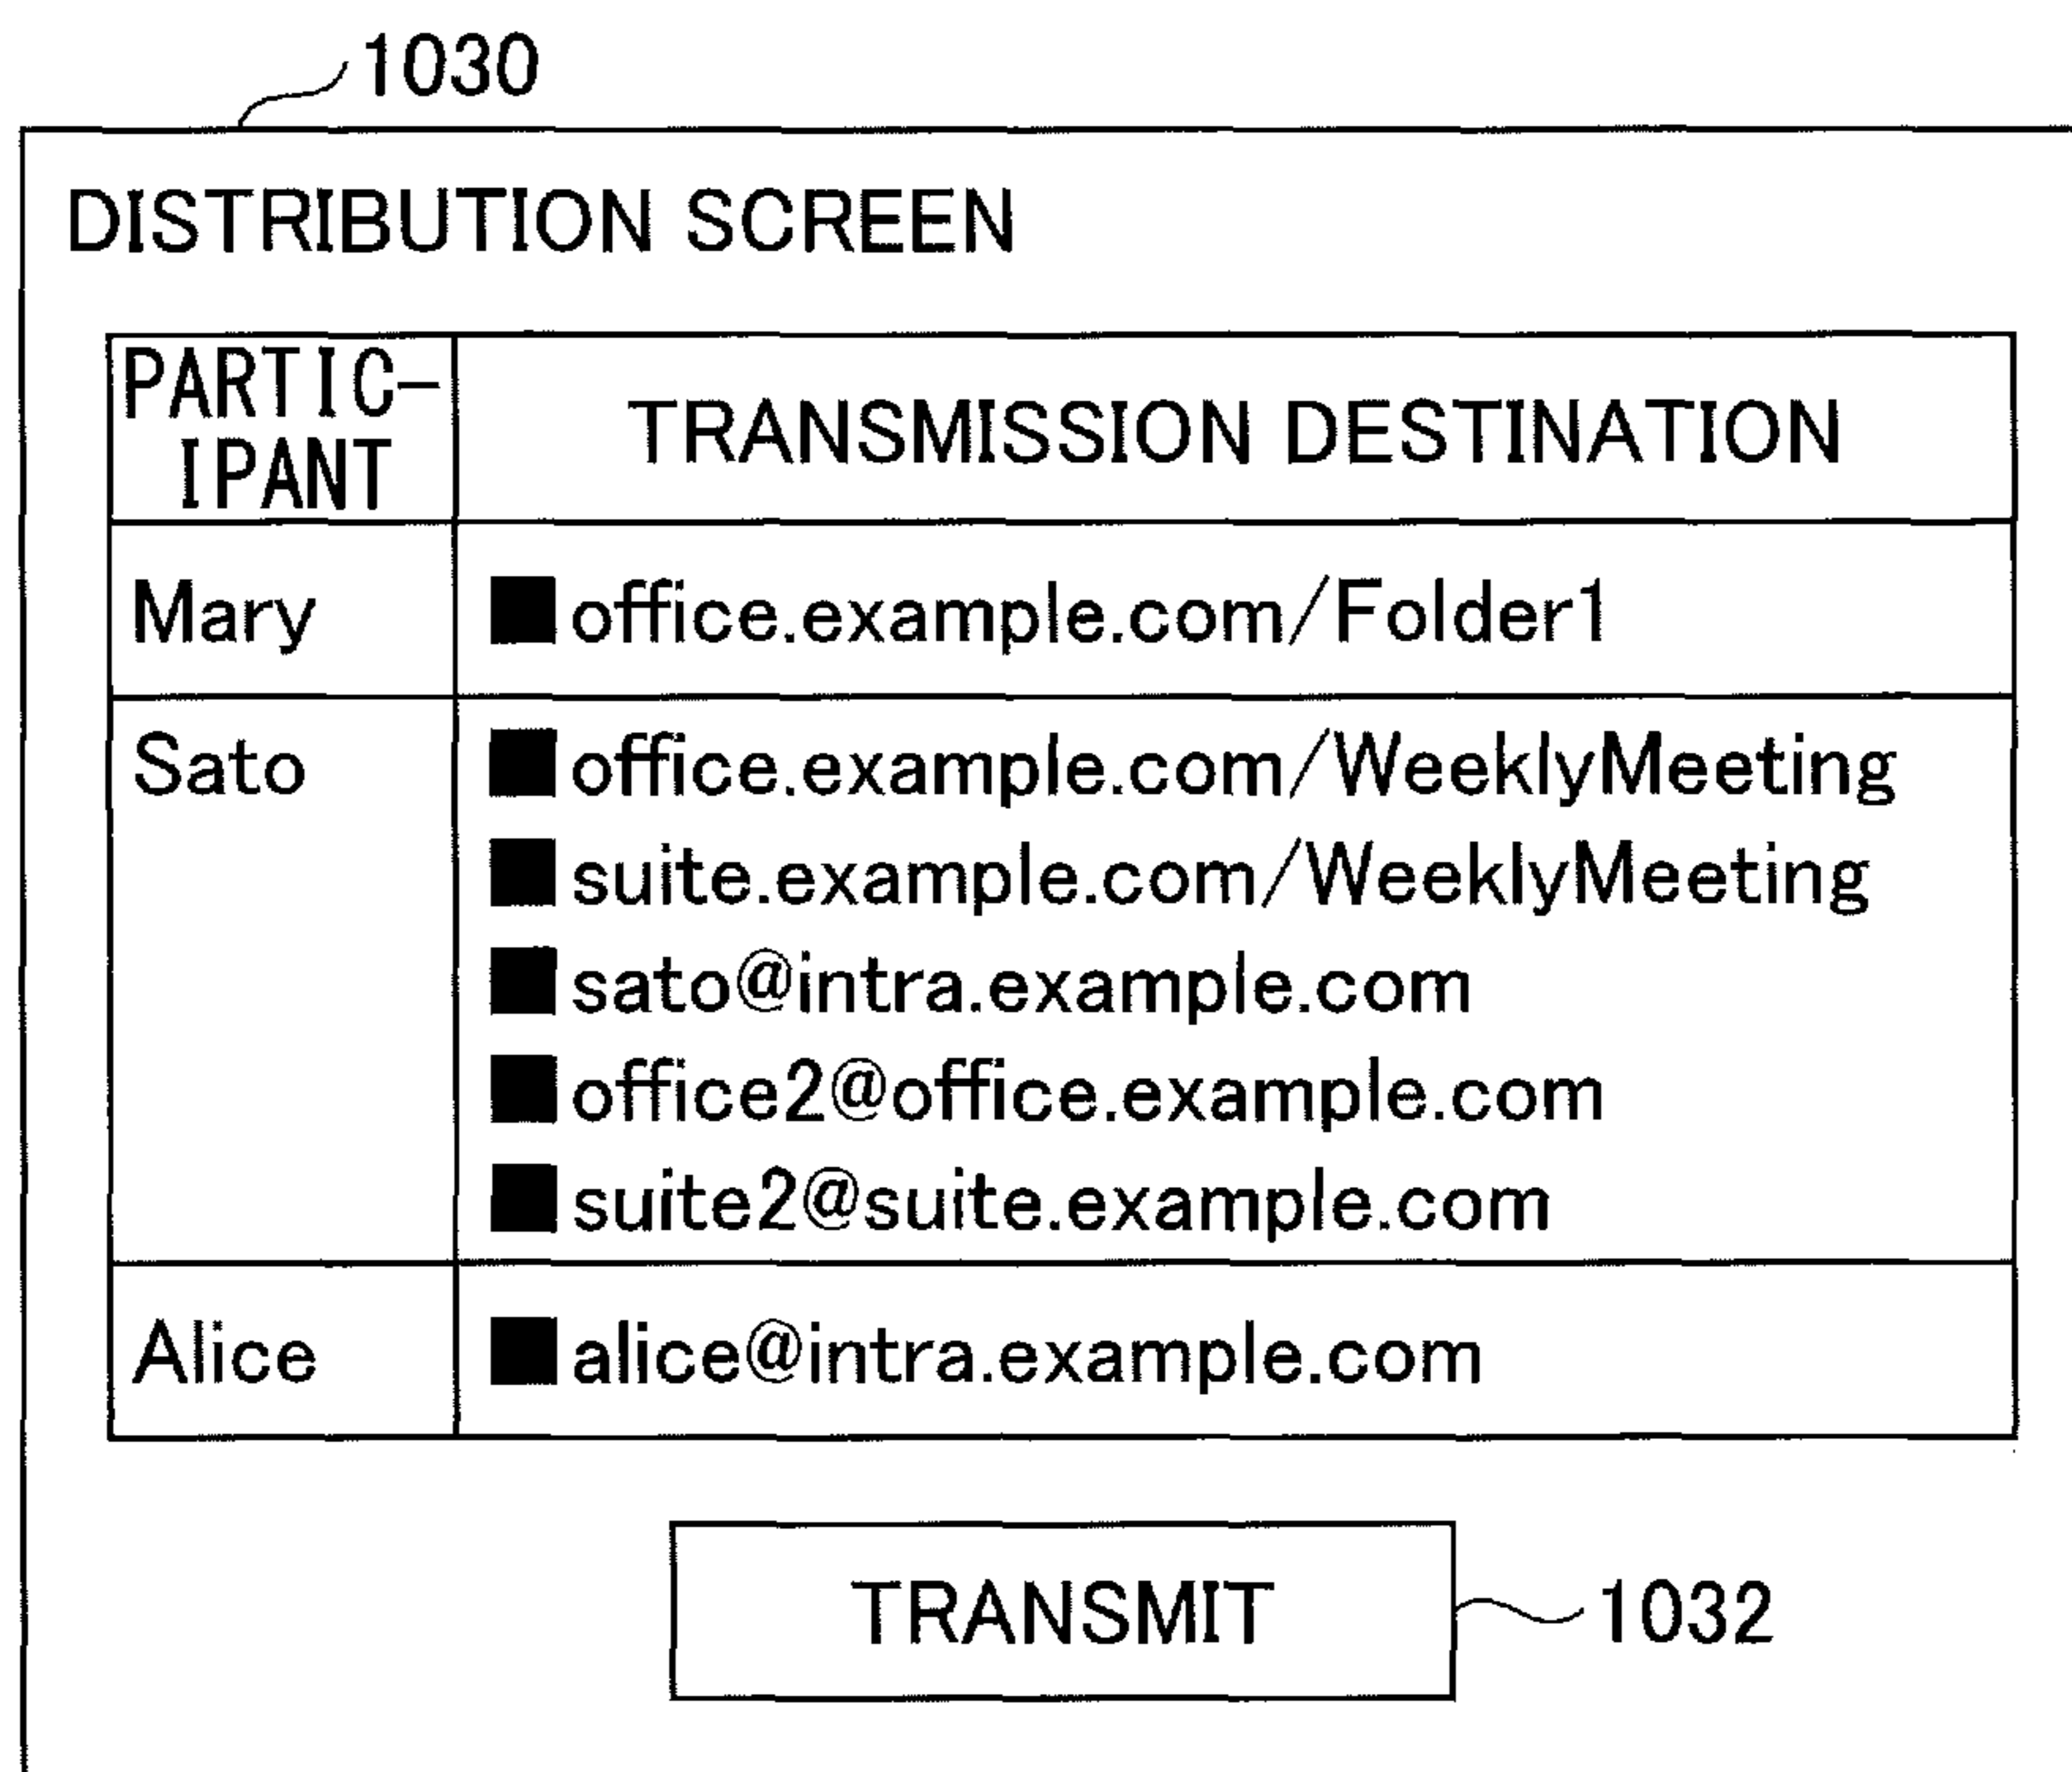 1030
DISTRIBUTION SCREEN
PARTIC-
IPANT
TRANSMISSION DESTINATION
Mary
office.example.com/Folder1
Sato
office.example.com/WeeklyMeeting
suite.example.com/WeeklyMeeting
sato@intra.example.com
office2@office.example.com
suite2@suite.example.com
Alice
alice@intra.example.com
TRANSMIT
1032